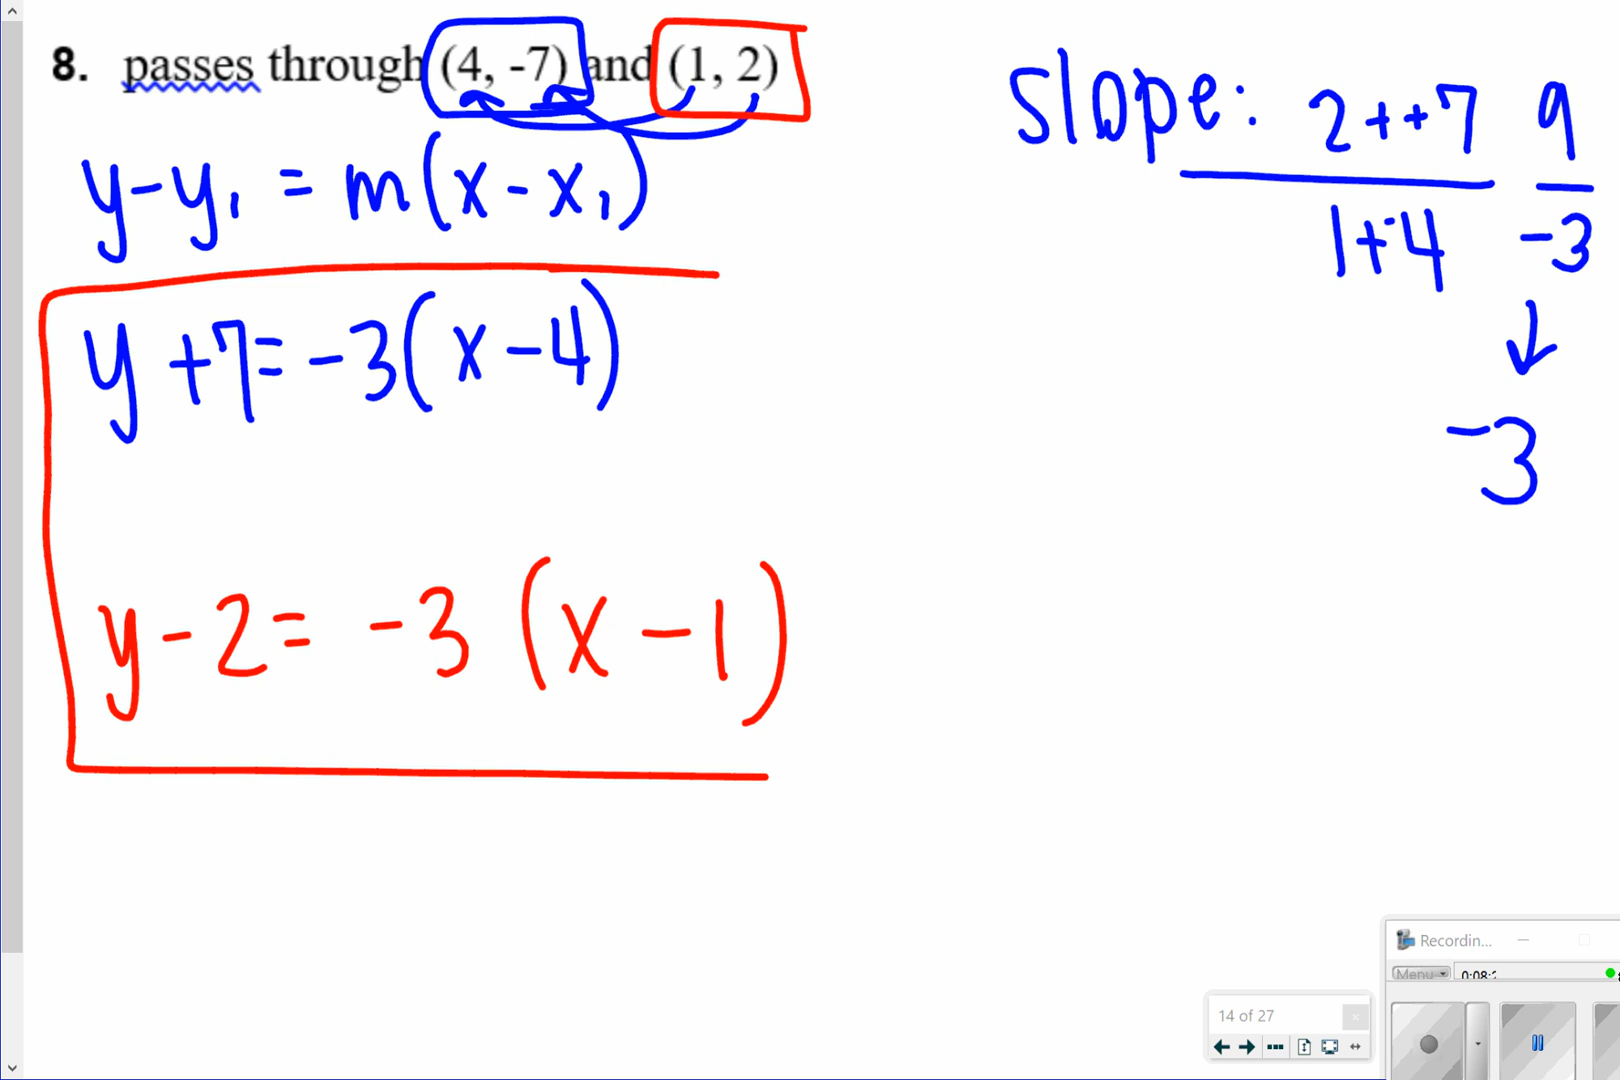 8. passes through (4, -7) and (1, 2)
y-y₁ = m(x-x₁)
y+7=-3(x-4)
y-2= -3 (x-1)
slope: 2++7 9
1+-4 -3
-3
Recordin...
Menu
14 of 27